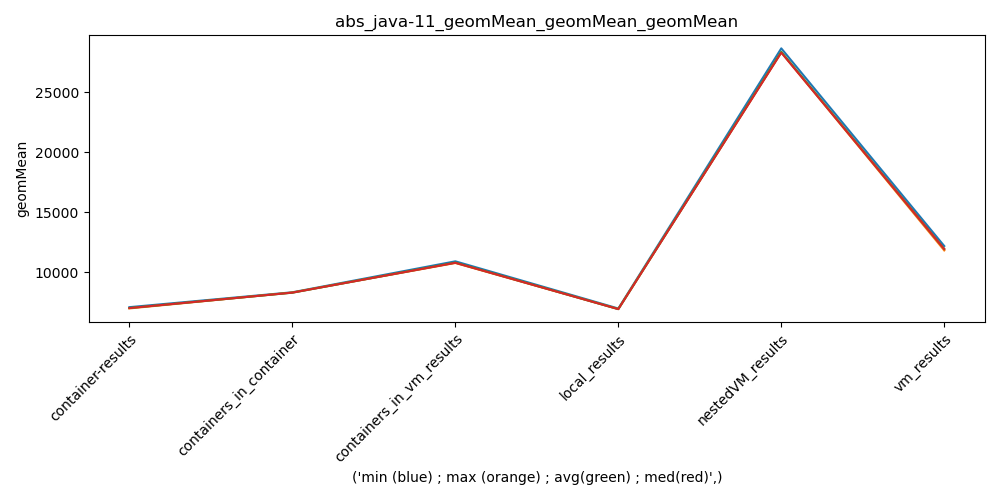 abs_java-11_geomMean_geomMean_geomMean
geomMean
25000
20000
15000
10000
container-results
containers_in_container
containers_in_vm_results
local_results
nestedVM_results
vm_results
('min (blue) ; max (orange) ; avg(green) ; med(red)',)